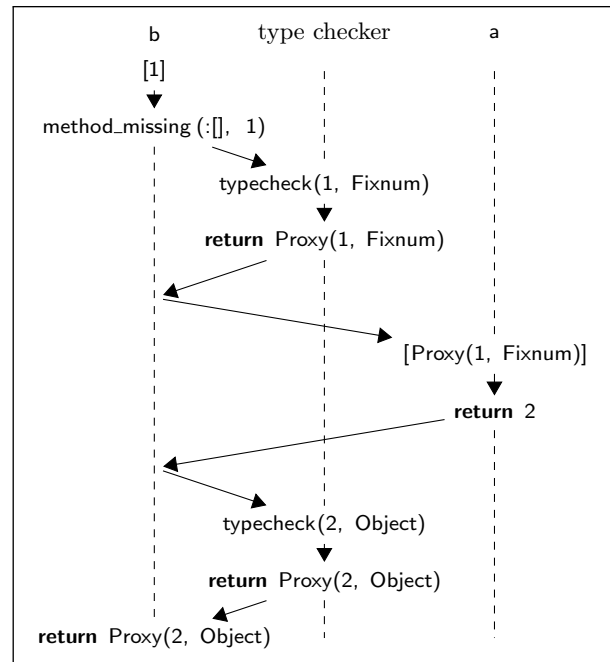 b type checker a
[1]
method_missing (:[], 1)
typecheck(1, Fixnum)
return Proxy(1, Fixnum)
[Proxy(1, Fixnum)]
return 2
typecheck(2, Object)
return Proxy(2, Object)
return Proxy(2, Object)